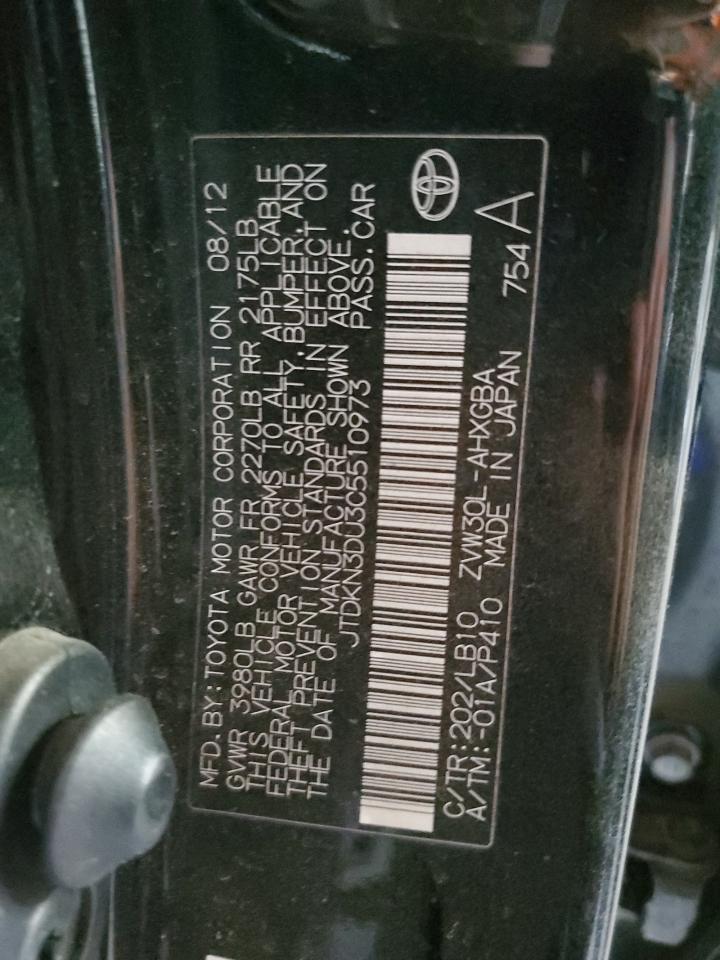 MFD. BY: TOYOTA MOTOR CORPORATION 08/12
GVWR 3980LB GAWR FR 2270LB RR 2175LB
THIS VEHICLE CONFORMS TO ALL APPLICABLE
FEDERAL MOTOR VEHICLE SAFETY, BUMPER, AND
THEFT PREVENTION STANDARDS IN EFFECT ON
THE DATE OF MANUFACTURE SHOWN ABOVE.
JTDKN3DU3C5510973 PASS. CAR
C/TR: 202/LB10 ZVW30L-AHXGBA
A/TM: -01A/P410 MADE IN JAPAN 754 A